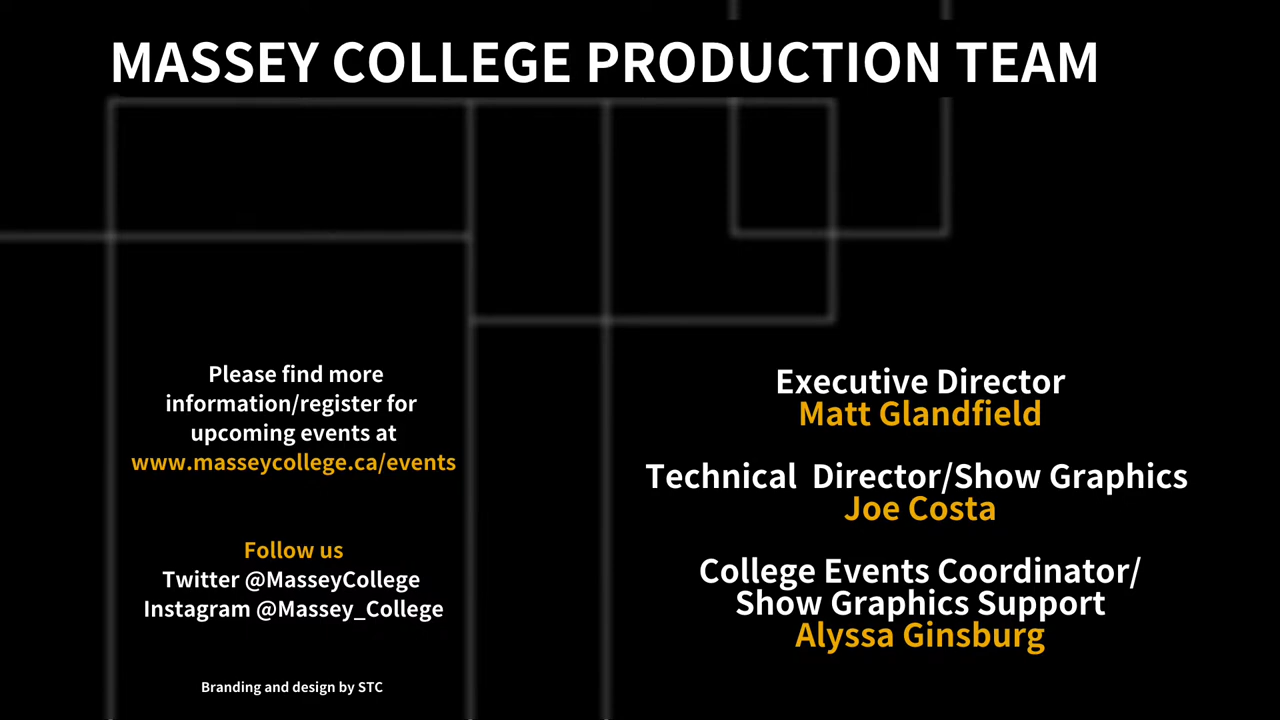 MASSEY COLLEGE PRODUCTION TEAM
Please find more
information/register for
upcoming events at
www.masseycollege.ca/events
Follow us
Twitter @MasseyCollege
Instagram @Massey_College
Branding and design by STC
Executive Director
Matt Glandfield
Technical  Director/Show Graphics
Joe Costa
College Events Coordinator/
Show Graphics Support
Alyssa Ginsburg